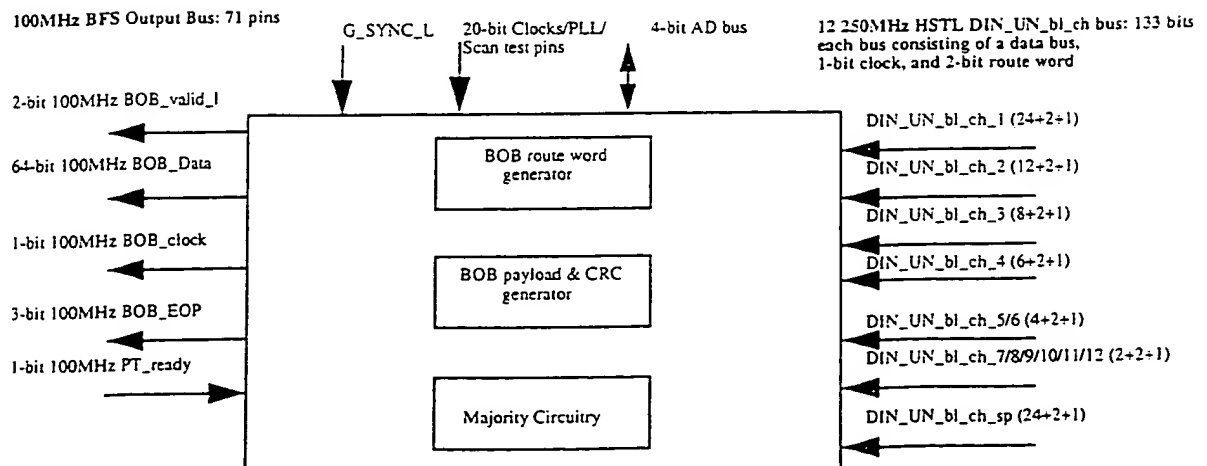 100MHz BFS Output Bus: 71 pins
G_SYNC_L
20-bit Clocks/PLL/
Scan test pins
4-bit AD bus
12 250MHz HSTL DIN_UN_bl_ch bus: 133 bits
each bus consisting of a data bus,
1-bit clock, and 2-bit route word
2-bit 100MHz BOB_valid_l
64-bit 100MHz BOB_Data
1-bit 100MHz BOB_clock
3-bit 100MHz BOB_EOP
1-bit 100MHz PT_ready
BOB route word
generator
BOB payload & CRC
generator
Majority Circuitry
DIN_UN_bl_ch_1 (24+2+1)
DIN_UN_bl_ch_2 (12+2+1)
DIN_UN_bl_ch_3 (8+2+1)
DIN_UN_bl_ch_4 (6+2+1)
DIN_UN_bl_ch_5/6 (4+2+1)
DIN_UN_bl_ch_7/8/9/10/11/12 (2+2+1)
DIN_UN_bl_ch_sp (24+2+1)